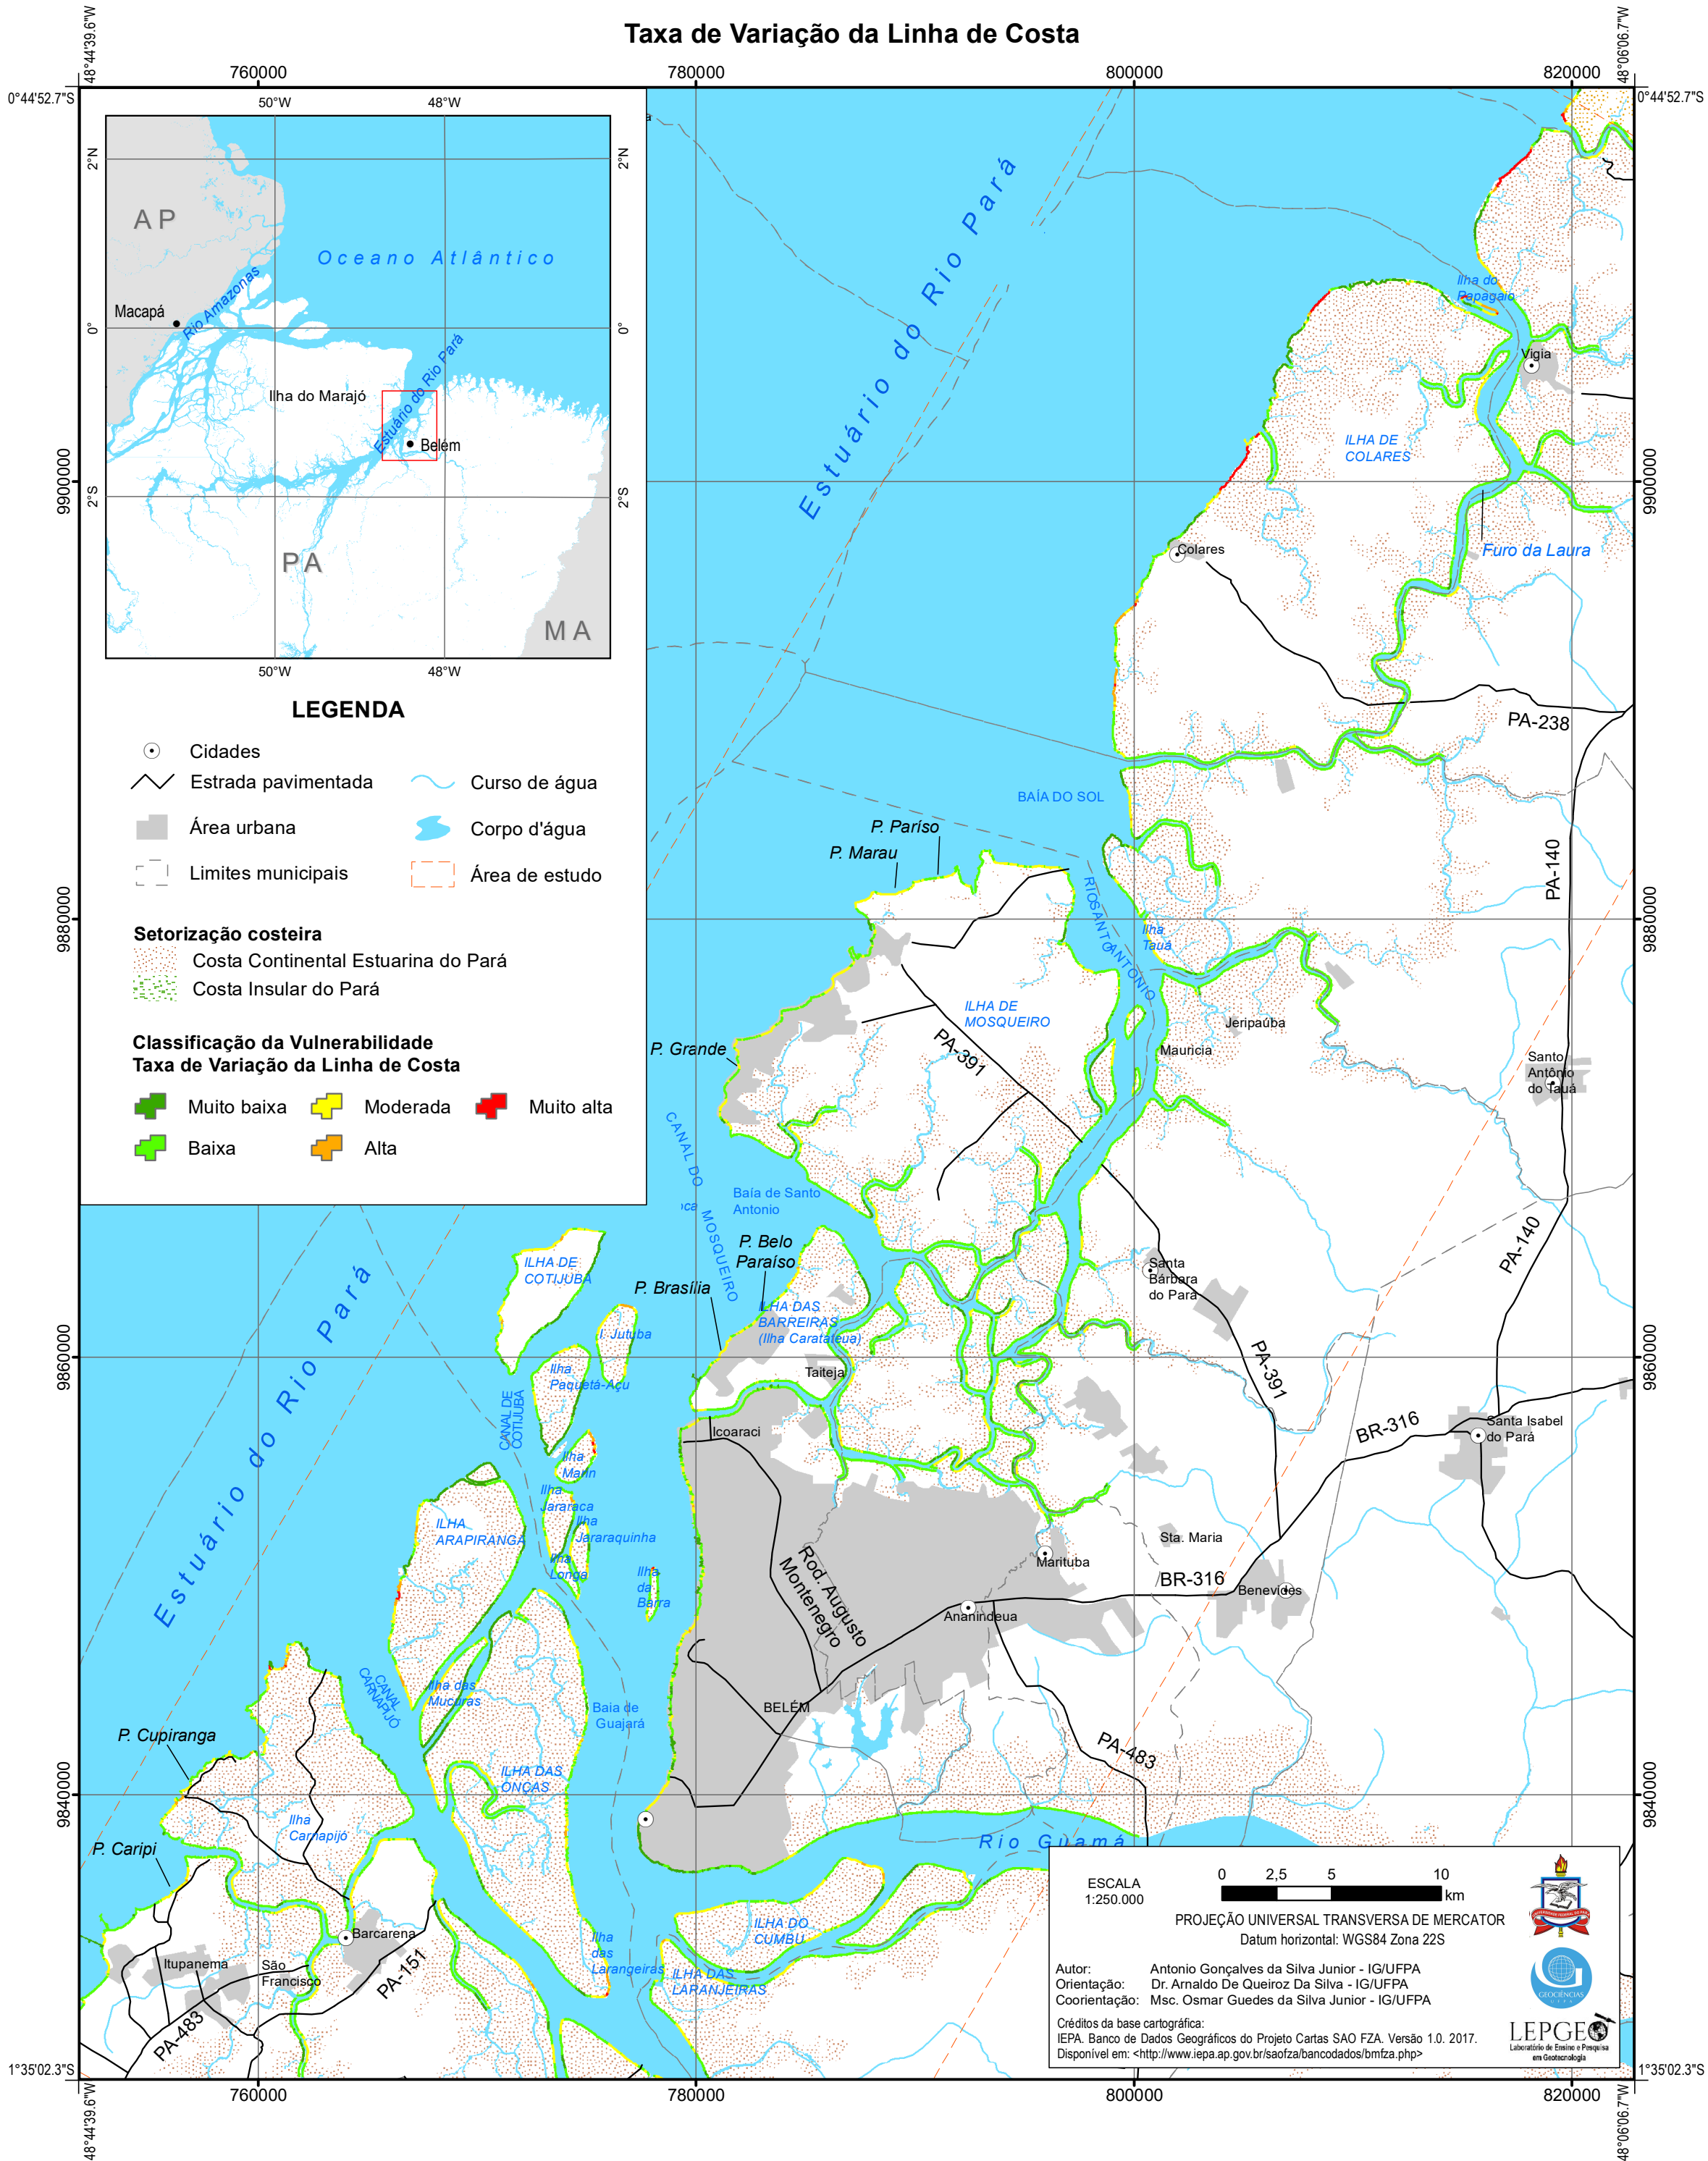 Taxa de Variação da Linha de Costa
48°44'39.6"W
48°06'06.7"W
760000
780000
800000
820000
0°44'52.7"S
0°44'52.7"S
50°W
48°W
2°N
2°N
AP
Oceano Atlântico
Macapá
Rio Amazonas
0°
0°
Ilha do Marajó
Estuário do Rio Pará
Belém
2°S
2°S
PA
MA
50°W
48°W
9900000
9900000
9880000
9880000
9860000
9860000
9840000
9840000
LEGENDA
Cidades
Estrada pavimentada
Curso de água
Área urbana
Corpo d'água
Limites municipais
Área de estudo
Setorização costeira
Costa Continental Estuarina do Pará
Costa Insular do Pará
Classificação da Vulnerabilidade
Taxa de Variação da Linha de Costa
Muito baixa
Moderada
Muito alta
Baixa
Alta
Estuário do Rio Pará
Ilha do
Papagaio
Vigia
ILHA DE
COLARES
Furo da Laura
Colares
PA-238
BAÍA DO SOL
P. Paríso
P. Marau
PA-140
RIO SANTO ANTONIO
Ilha
Tauá
ILHA DE
MOSQUEIRO
Jeripaúba
Mauricia
PA-391
P. Grande
Santo
Antônio
do Tauá
CANAL DO MOSQUEIRO
Baía de Santo
Antonio
P. Belo
Paraíso
P. Brasília
ILHA DAS
BARREIRAS
(Ilha Caratateua)
Santa
Bárbara
do Pará
PA-140
ILHA DE
COTIJUBA
I. Jutuba
Ilha
Paquetá-Açu
Taiteja
PA-391
CANAL DE
COTIJUBA
Icoaraci
BR-316
Santa Isabel
do Pará
Ilha
Marin
Ilha
Jararaca
Ilha
Jararaquinha
ILHA
ARAPIRANGA
Ilha
Longa
Ilha
da
Barra
Estuário do Rio Pará
Rod. Augusto
Montenegro
Sta. Maria
Marituba
BR-316
Benevides
Ananindeua
CANAL
CARNAPIJÓ
Ilha das
Mucuras
Baia de
Guajará
BELÉM
P. Cupiranga
PA-483
ILHA DAS
ONÇAS
Ilha
Carnapijó
P. Caripi
Rio Guamá
ILHA DO
CUMBÚ
Barcarena
Itupanema
São
Francisco
PA-151
Ilha
das
Larangeiras
ILHA DAS
LARANJEIRAS
PA-483
ESCALA
1:250.000
0 2,5 5 10
km
PROJEÇÃO UNIVERSAL TRANSVERSA DE MERCATOR
Datum horizontal: WGS84 Zona 22S
Autor: Antonio Gonçalves da Silva Junior - IG/UFPA
Orientação: Dr. Arnaldo De Queiroz Da Silva - IG/UFPA
Coorientação: Msc. Osmar Guedes da Silva Junior - IG/UFPA
Créditos da base cartográfica:
IEPA. Banco de Dados Geográficos do Projeto Cartas SAO FZA. Versão 1.0. 2017.
Disponível em: <http://www.iepa.ap.gov.br/saofza/bancodados/bmfza.php>
GEOCIÊNCIAS
UFPA
LEPGEO
Laboratório de Ensino e Pesquisa
em Geotecnologia
1°35'02.3"S
1°35'02.3"S
760000
780000
800000
820000
48°44'39.6"W
48°06'06.7"W